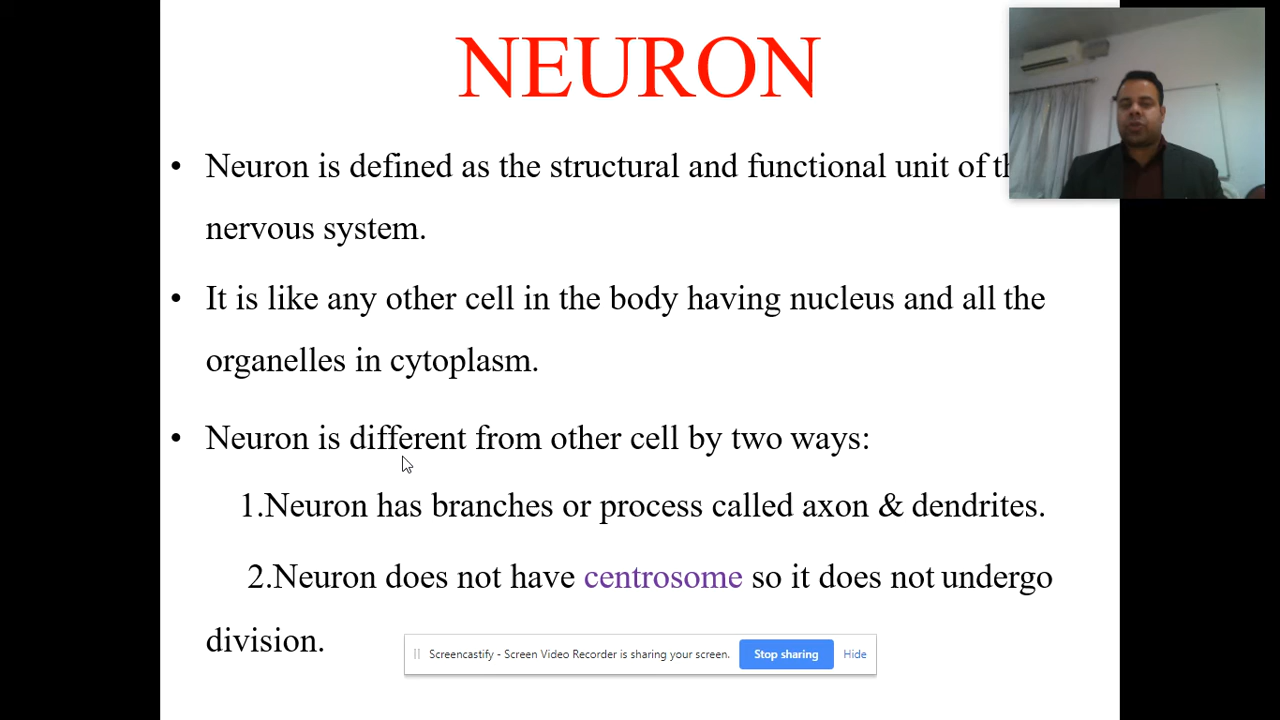 NEURON
• Neuron is defined as the structural and functional unit of
nervous system.
• It is like any other cell in the body having nucleus and all the
organelles in cytoplasm.
• Neuron is different from other cell by two ways:
1.Neuron has branches or process called axon & dendrites.
2.Neuron does not have centrosome so it does not undergo
division.
Screencastify - Screen Video Recorder is sharing your screen. Stop sharing Hide